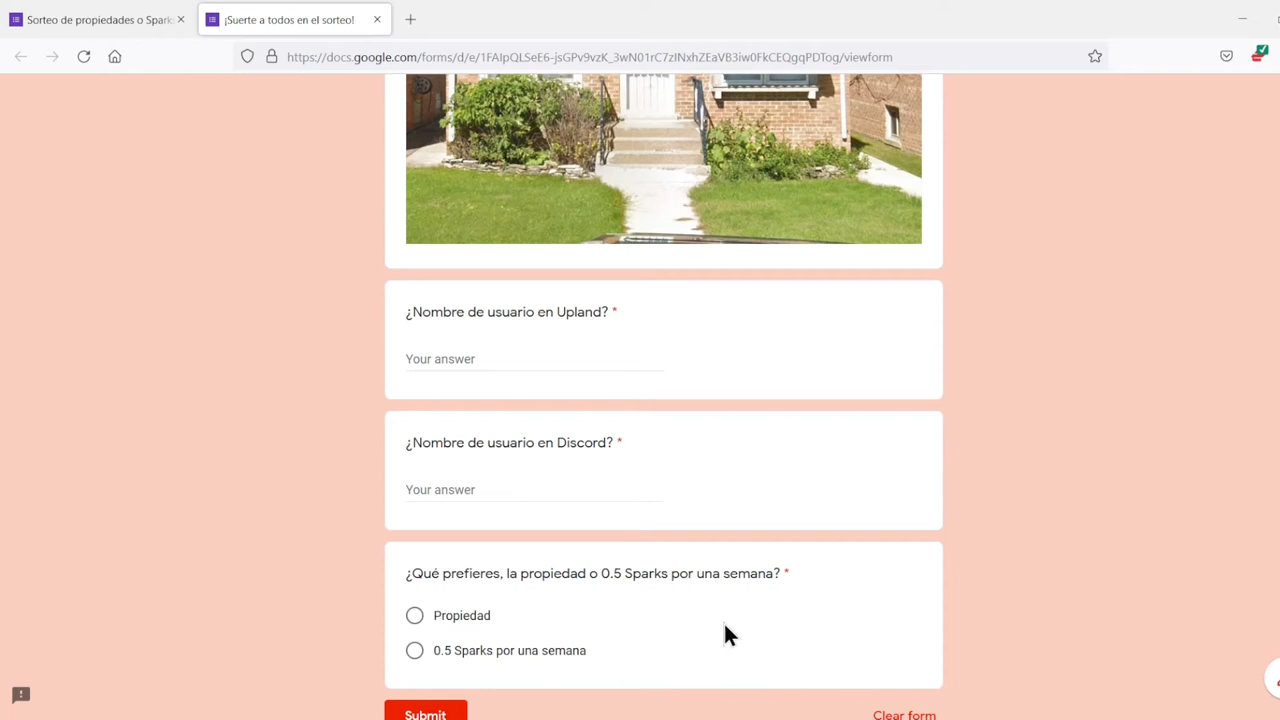 Sorteo de propiedades o Spark
¡Suerte a todos en el sorteo!
https://docs.google.com/forms/d/e/1FAIpQLSeE6-jsGPv9vzK_3wN01rC7zINxhZEaVB3iw0FkCEQgqPDTog/viewform
¿Nombre de usuario en Upland? *
Your answer
¿Nombre de usuario en Discord? *
Your answer
¿Qué prefieres, la propiedad o 0.5 Sparks por una semana? *
Propiedad
0.5 Sparks por una semana
Submit
Clear form